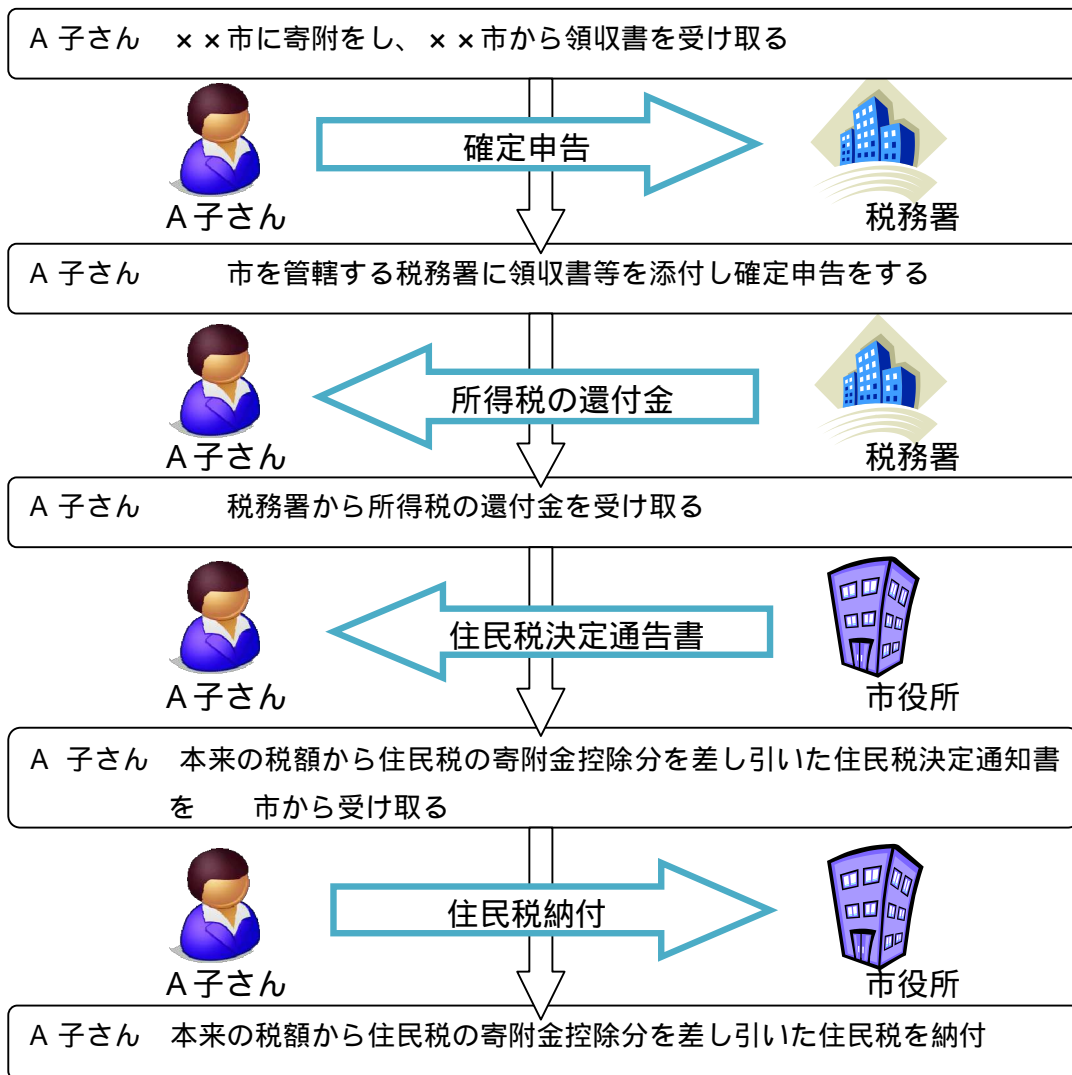 A 子さん　××市に寄附をし、××市から領収書を受け取る
確定申告
A 子さん　税務署
A 子さん　市を管轄する税務署に領収書等を添付し確定申告をする
所得税の還付金
A 子さん　税務署
A 子さん　税務署から所得税の還付金を受け取る
住民税決定通告書
A 子さん　市役所
A 子さん　本来の税額から住民税の寄附金控除分を差し引いた住民税決定通知書
を　市から受け取る
住民税納付
A 子さん　市役所
A 子さん　本来の税額から住民税の寄附金控除分を差し引いた住民税を納付